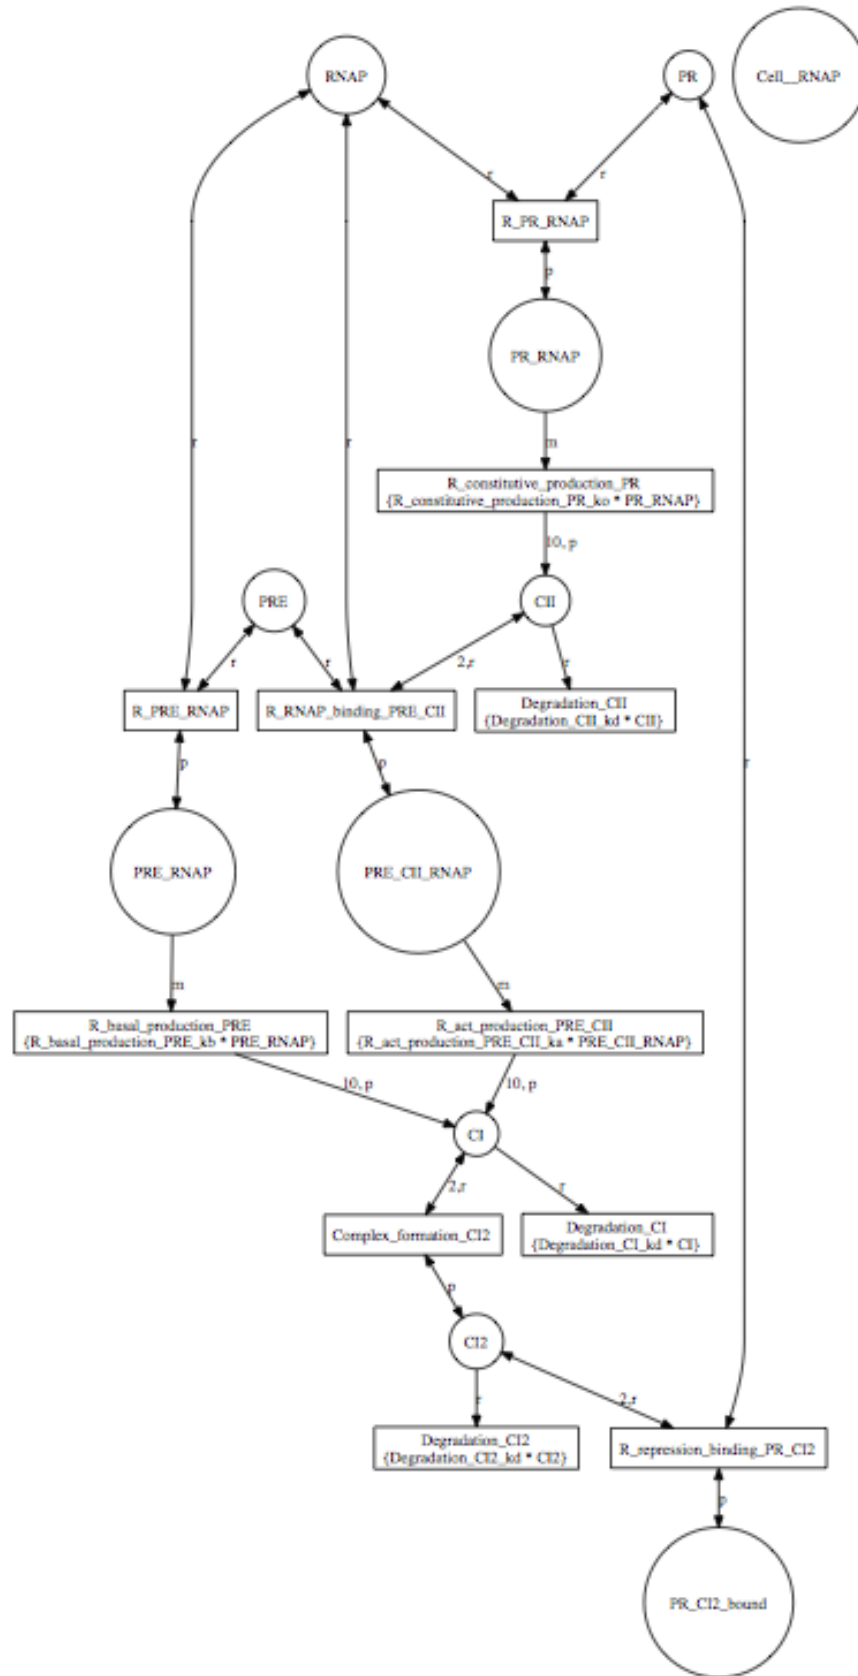 RNAP
PR
Cell__RNAP
r
r
R_PR_RNAP
p
PR_RNAP
r
r
m
R_constitutive_production_PR
{R_constitutive_production_PR_ko * PR_RNAP}
10, p
PRE
CII
r
r
2,r
r
R_PRE_RNAP
R_RNAP_binding_PRE_CII
Degradation_CII
{Degradation_CII_kd * CII}
p
p
r
PRE_RNAP
PRE_CII_RNAP
m
m
R_basal_production_PRE
{R_basal_production_PRE_kb * PRE_RNAP}
R_act_production_PRE_CII
{R_act_production_PRE_CII_ka * PRE_CII_RNAP}
10, p
10, p
CI
2,r
r
Complex_formation_CI2
Degradation_CI
{Degradation_CI_kd * CI}
p
CI2
r
2,r
Degradation_CI2
{Degradation_CI2_kd * CI2}
R_repression_binding_PR_CI2
p
PR_CI2_bound